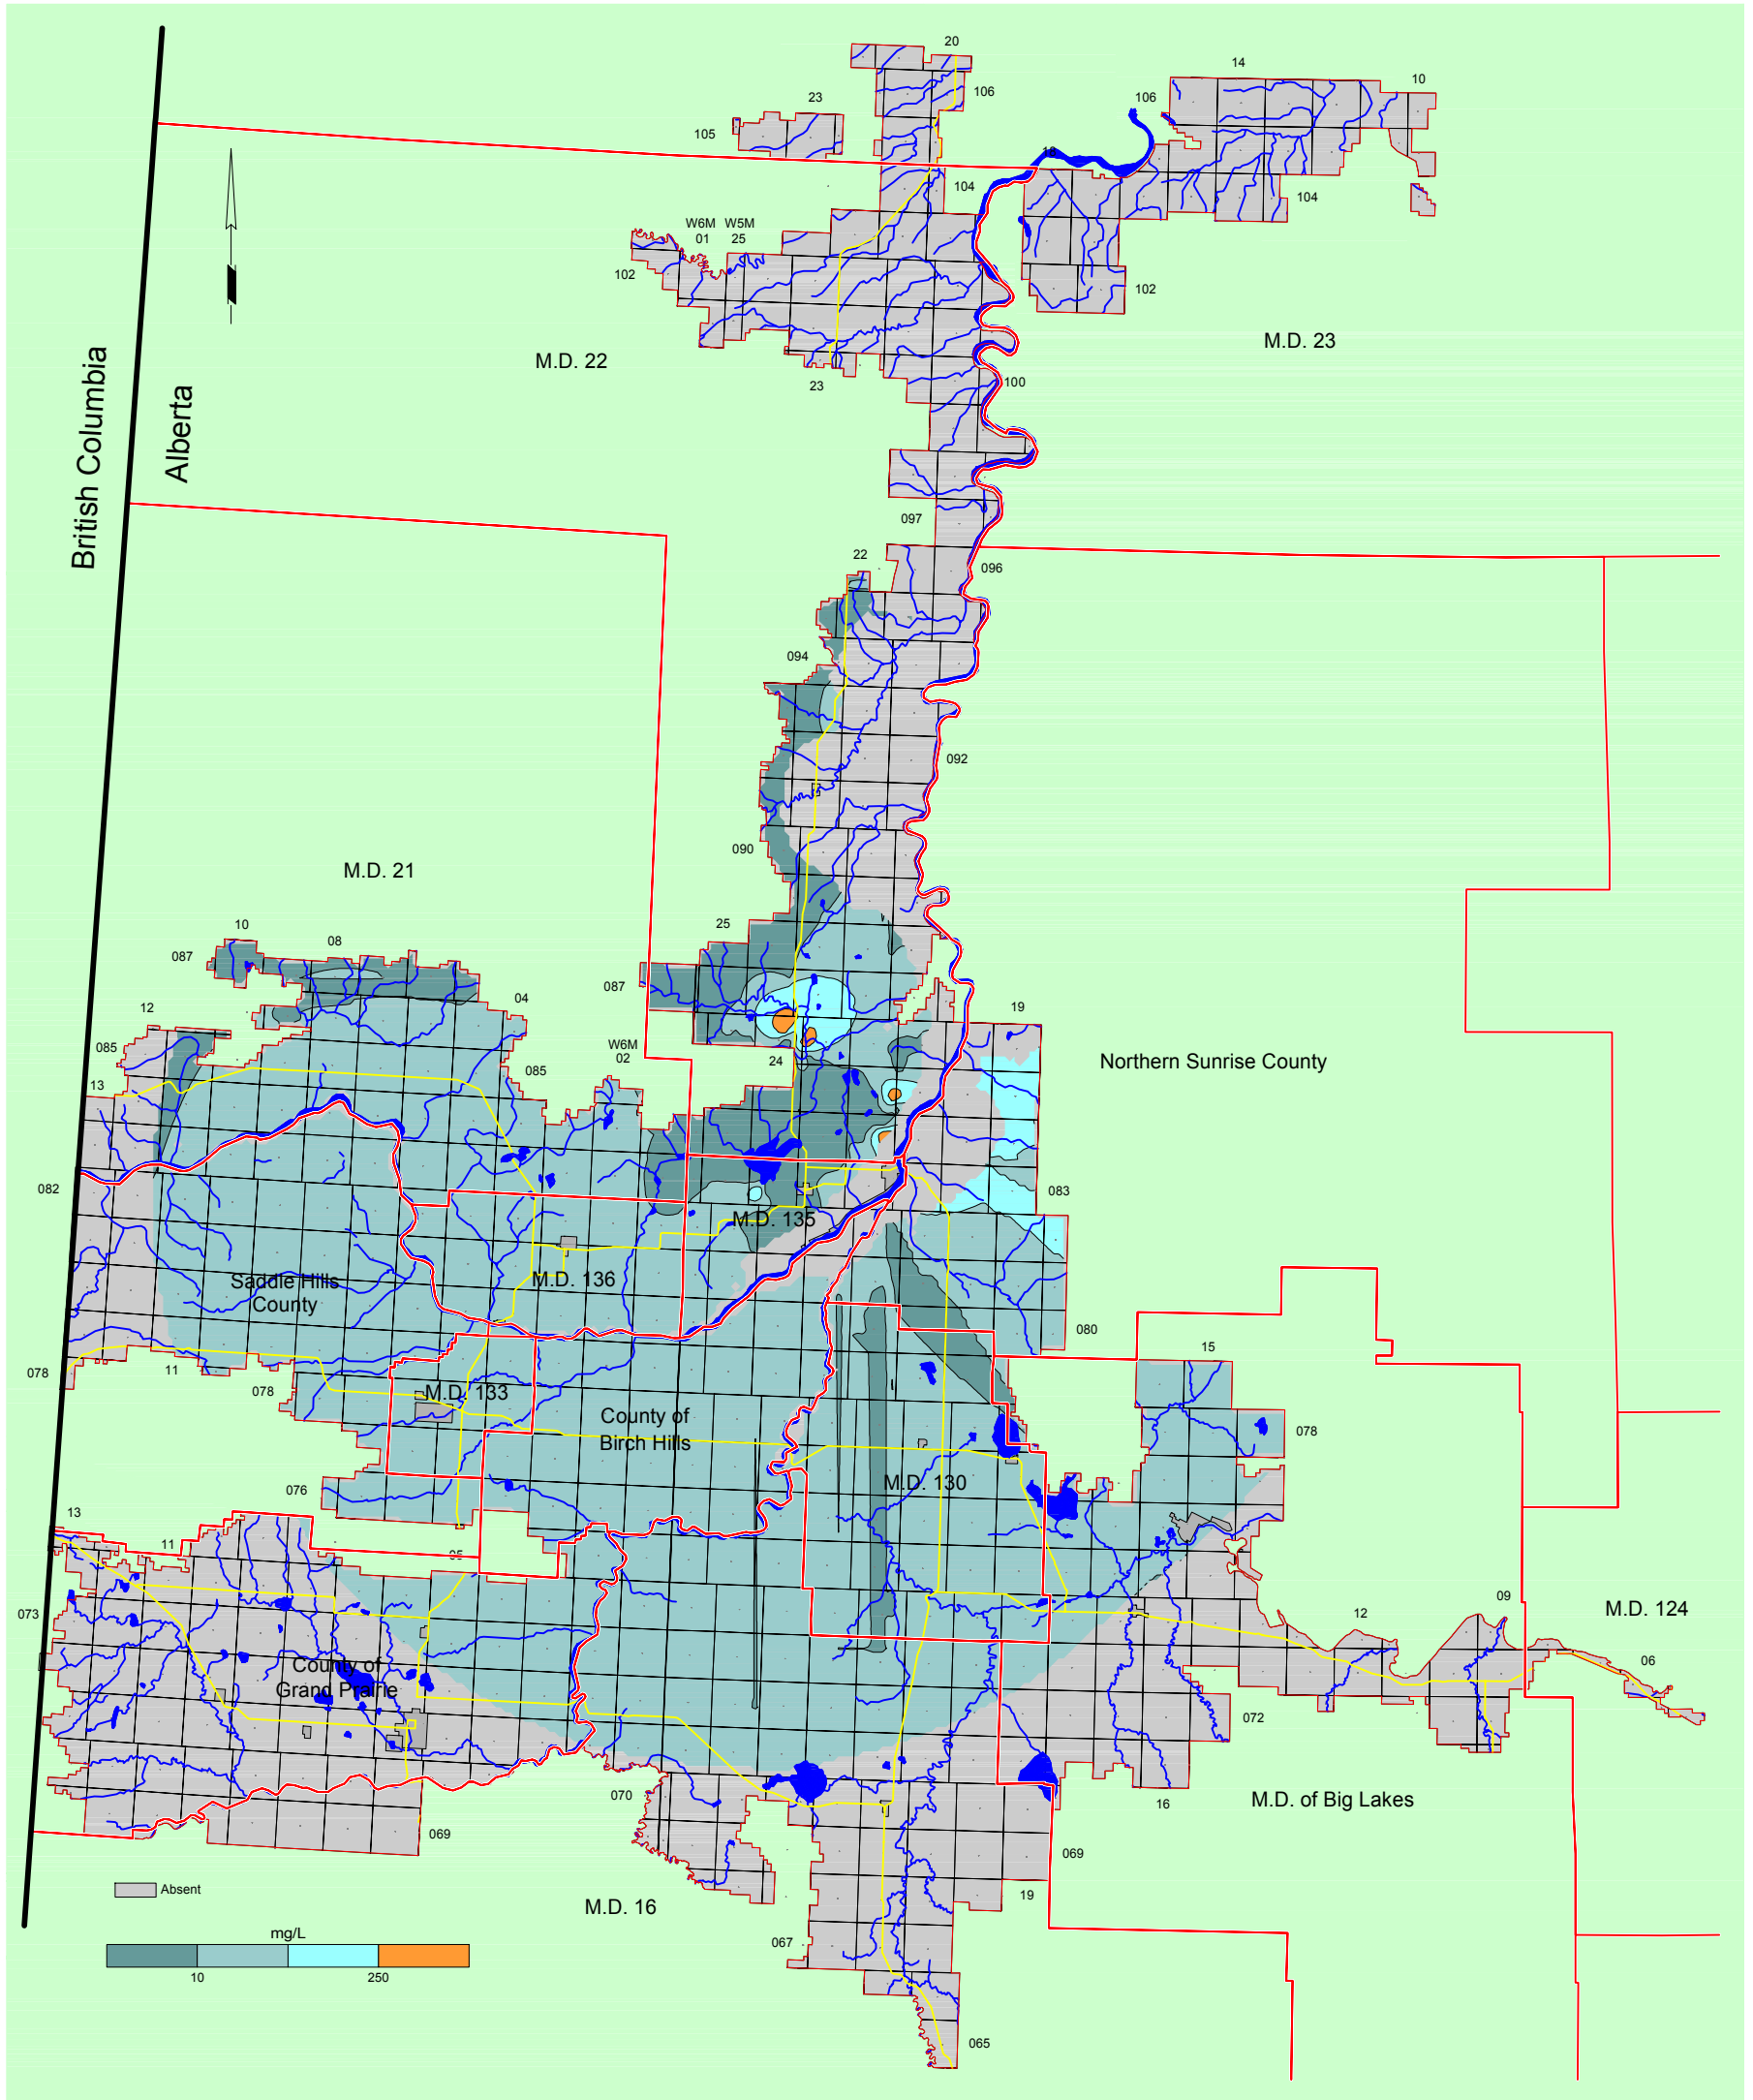 20
14
10
23
106
106
105
18
104
104
W6M W5M
01 25
102
102
M.D. 23
M.D. 22
British Columbia
Alberta
23
100
097
22
096
094
092
090
M.D. 21
25
10
08
087
087
04
12
19
W6M
02
24
085
085
13
Northern Sunrise County
082
083
M.D. 135
Saddle Hills
County
M.D. 136
080
15
11
078
078
M.D. 133
County of
Birch Hills
078
M.D. 130
076
13
11
05
073
09
12
M.D. 124
06
County of
Grand Prairie
072
070
16
M.D. of Big Lakes
069
069
Absent
19
M.D. 16
mg/L
067
10
250
065